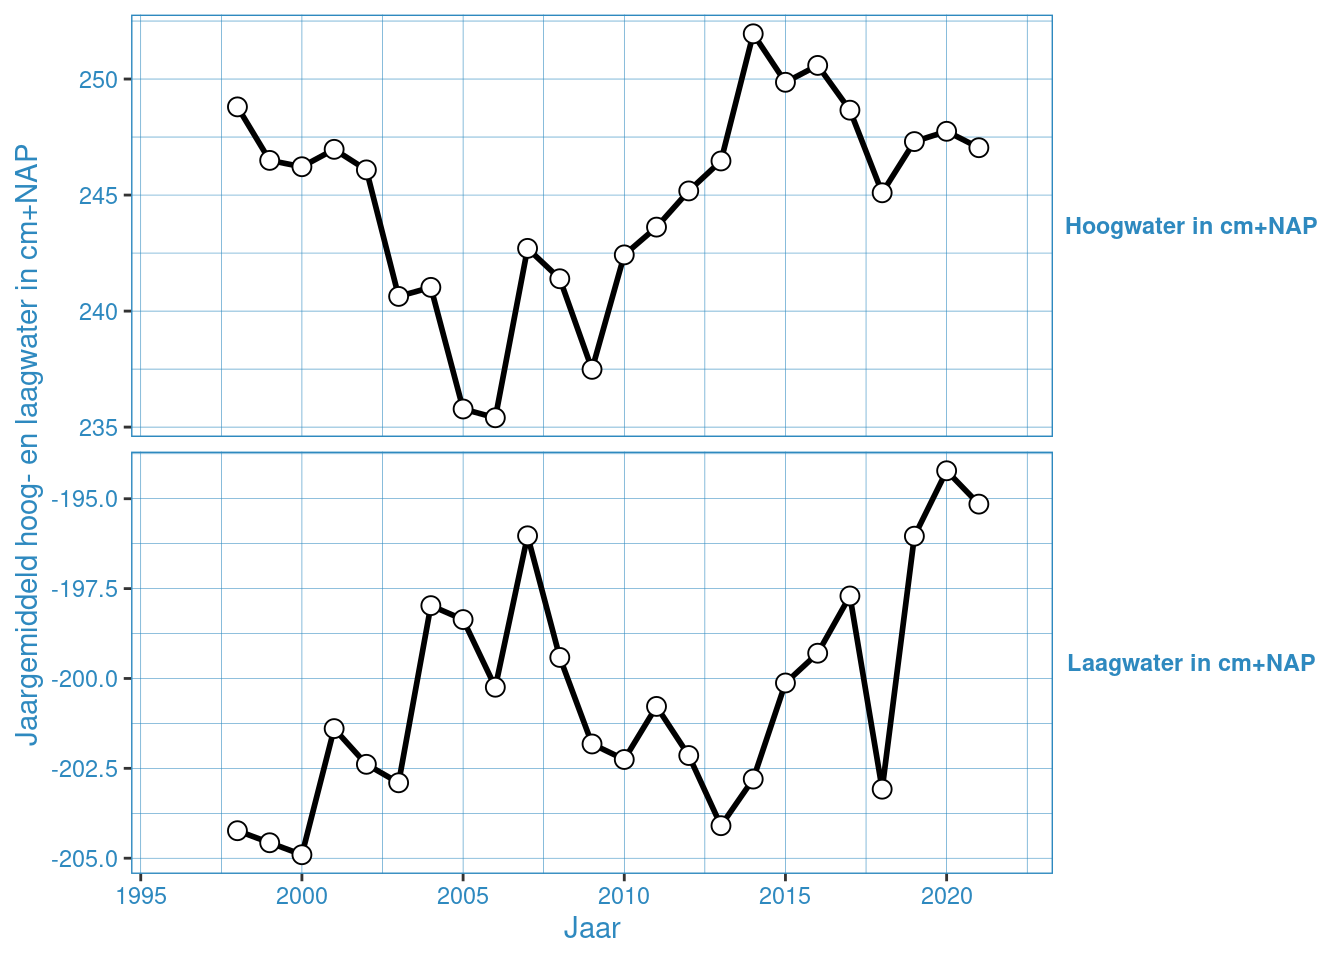 Jaargemiddeld hoog- en laagwater in cm+NAP
250
245
240
235
Hoogwater in cm+NAP
-195.0
-197.5
-200.0
-202.5
-205.0
Laagwater in cm+NAP
1995 2000 2005 2010 2015 2020
Jaar